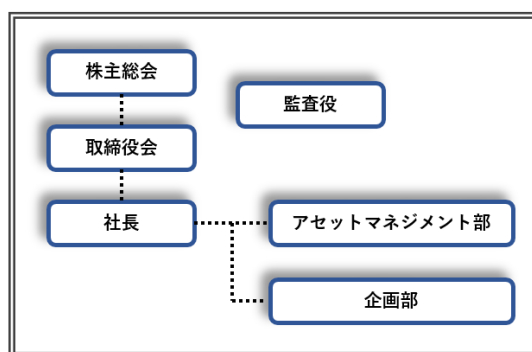 株主総会
監査役
取締役会
社長
アセットマネジメント部
企画部